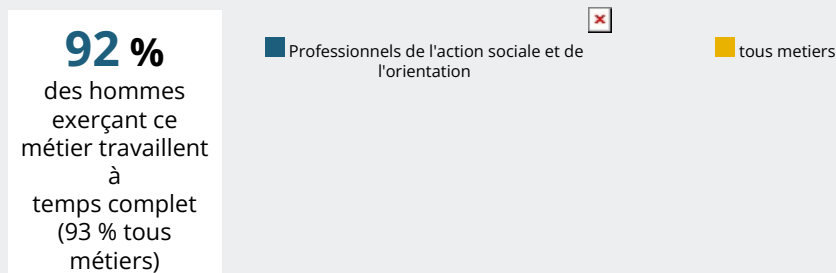 92 %
des hommes
exerçant ce
métier travaillent
à
temps complet
(93 % tous
métiers)
Professionnels de l'action sociale et de
l'orientation
tous metiers